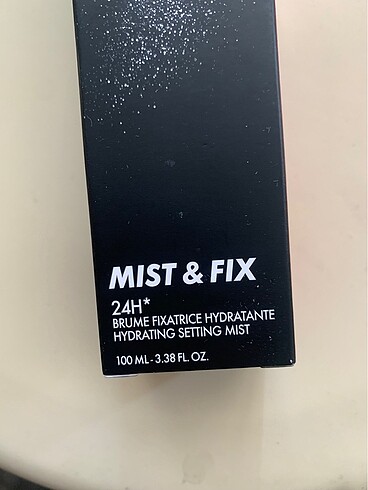 MIST & FIX
24H*
BRUME FIXATRICE HYDRATANTE
HYDRATING SETTING MIST
100 ML - 3.38 FL. OZ.